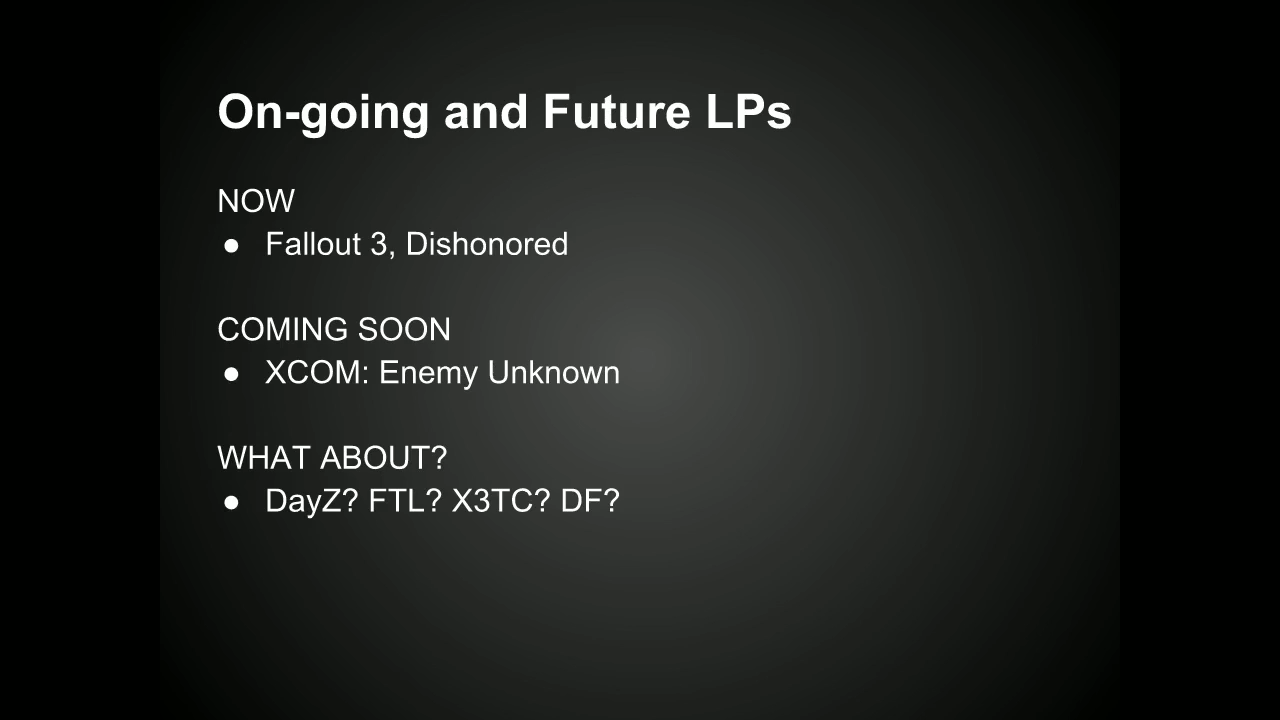 On-going and Future LPs
NOW
● Fallout 3, Dishonored
COMING SOON
● XCOM: Enemy Unknown
WHAT ABOUT?
● DayZ? FTL? X3TC? DF?